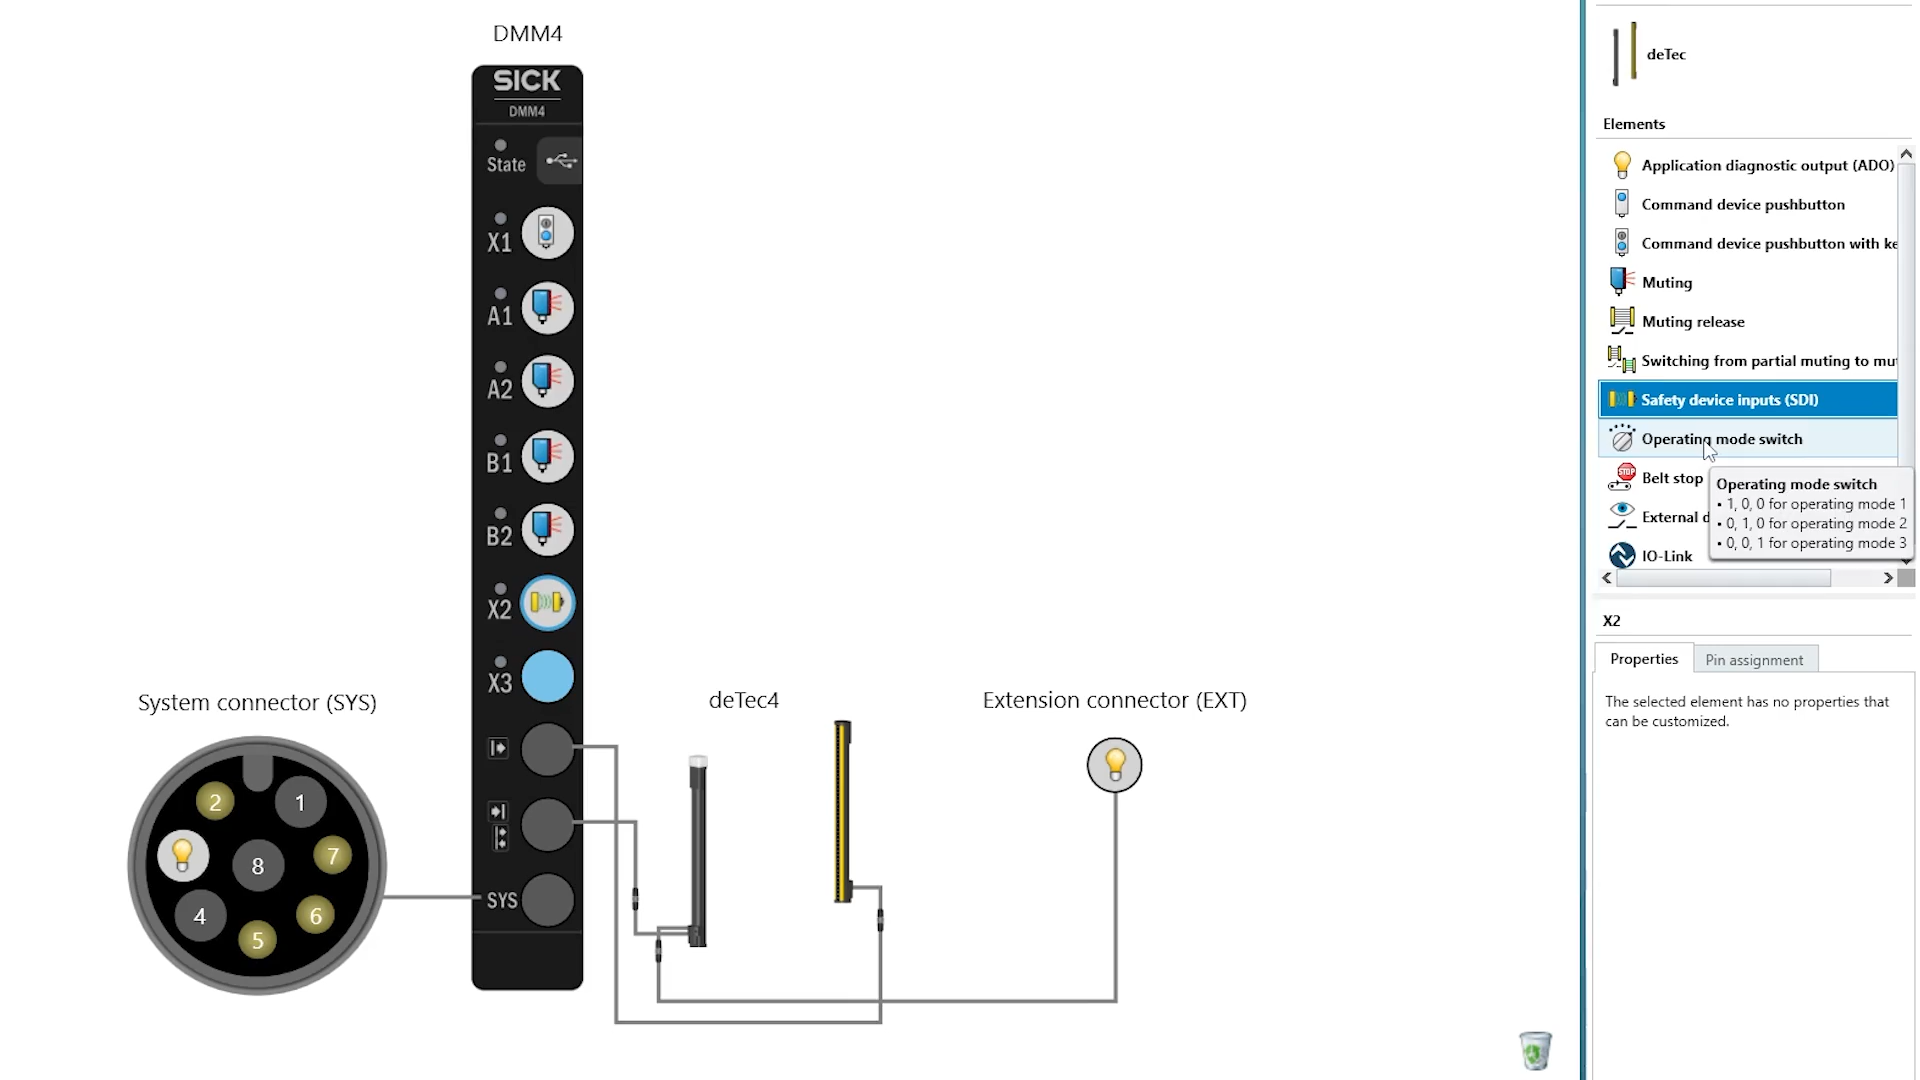 DMM4
SICK
DMM4
State
X1
A1
A2
B1
B2
X2
X3
SYS
System connector (SYS)
2
1
8
7
4
6
5
deTec4
Extension connector (EXT)
deTec
Elements
Application diagnostic output (ADO)
Command device pushbutton
Command device pushbutton with ke
Muting
Muting release
Switching from partial muting to mu
Safety device inputs (SDI)
Operating mode switch
Belt stop
STOP
External d
IO-Link
Operating mode switch
• 1, 0, 0 for operating mode 1
• 0, 1, 0 for operating mode 2
• 0, 0, 1 for operating mode 3
X2
Properties
Pin assignment
The selected element has no properties that
can be customized.